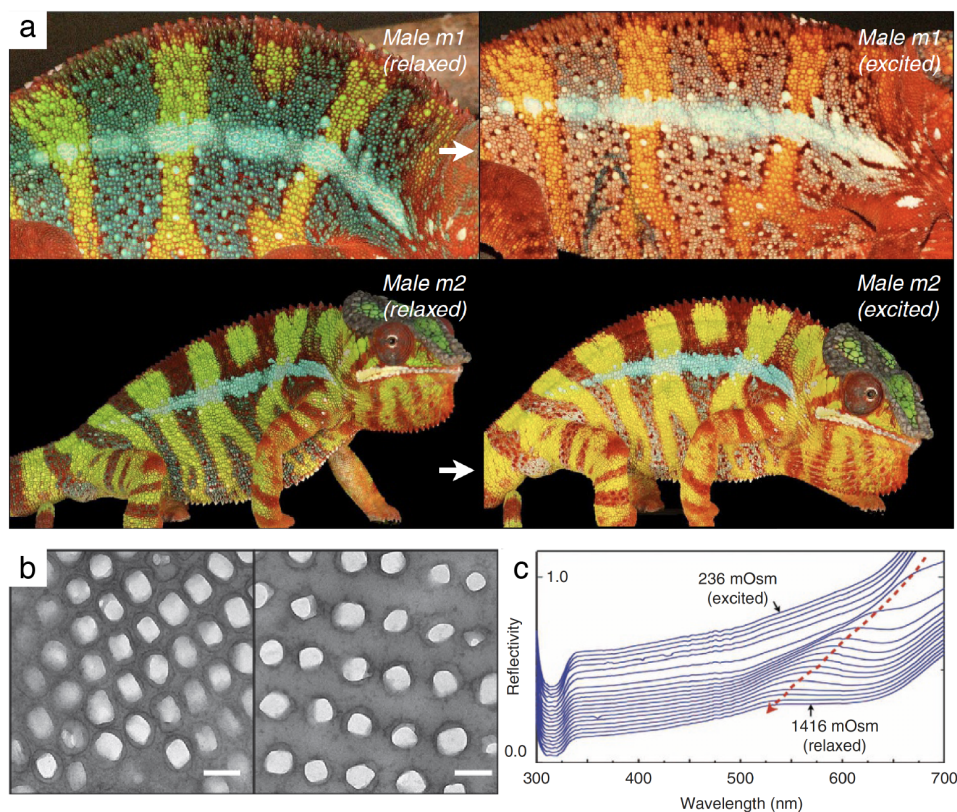 a
Male m1
(relaxed)
Male m1
(excited)
Male m2
(relaxed)
Male m2
(excited)
b
c
1.0
236 mOsm
(excited)
Reflectivity
1416 mOsm
(relaxed)
0.0
300 400 500 600 700
Wavelength (nm)